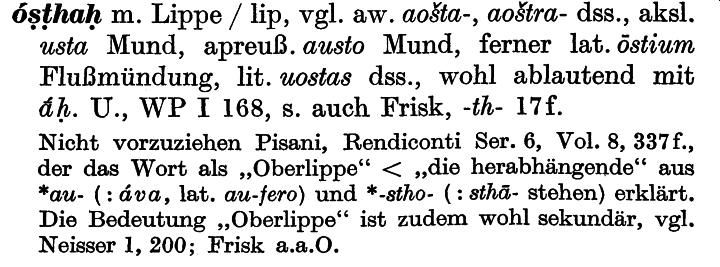 óṣṭhaḥ m. Lippe / lip, vgl. aw. aošta-, aoštra- dss., aksl.
usta Mund, apreuß. austo Mund, ferner lat. ōstium
Flußmündung, lit. uostas dss., wohl ablautend mit
ā́ḥ. U., WP I 168, s. auch Frisk, -th- 17 f.
Nicht vorzuziehen Pisani, Rendiconti Ser. 6, Vol. 8, 337 f.,
der das Wort als „Oberlippe“ < „die herabhängende“ aus
*au- (: áva, lat. au-fero) und *-stho- (: sthā- stehen) erklärt.
Die Bedeutung „Oberlippe“ ist zudem wohl sekundär, vgl.
Neisser 1, 200; Frisk a.a.O.